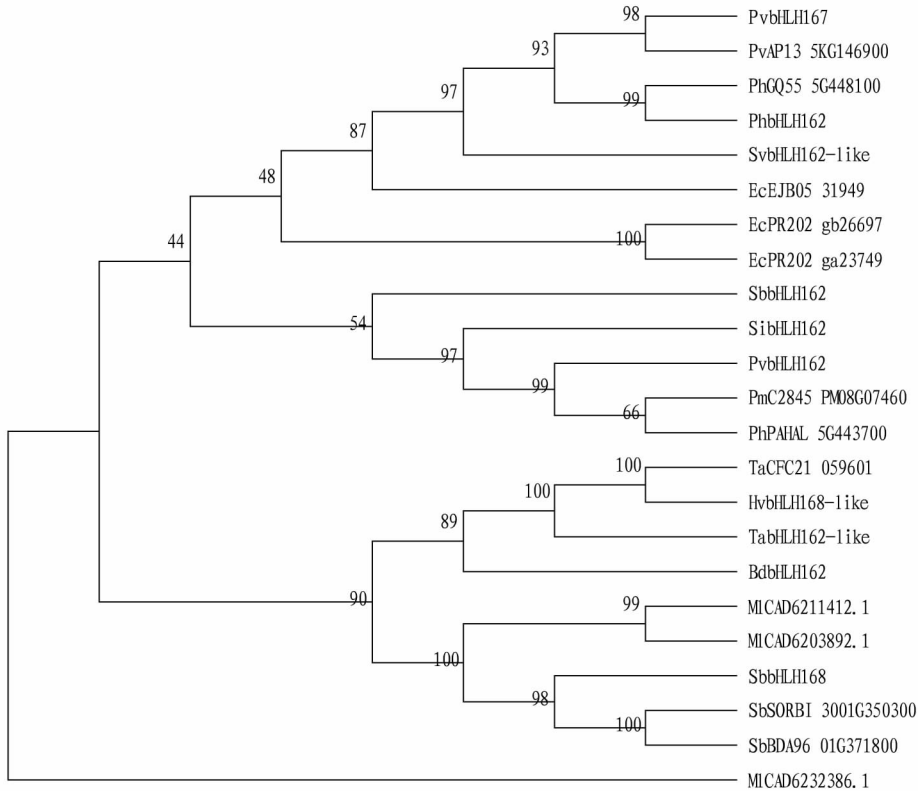 98
PvbHLH167
93
PvAP13 5KG146900
97
PhGQ55 5G448100
99
PhbHLH162
87
SvbHLH162-like
48
EcEJB05 31949
EcPR202 gb26697
100
EcPR202 ga23749
44
SbbHLH162
54
SibHLH162
97
PvbHLH162
99
PmC2845 PM08G07460
66
PhPAHAL 5G443700
100
TaCFC21 059601
100
HvbHLH168-like
89
TabHLH162-like
BdbHLH162
90
99
MlCAD6211412.1
MlCAD6203892.1
100
SbbHLH168
98
SbSORBI 3001G350300
100
SbBDA96 01G371800
MlCAD6232386.1